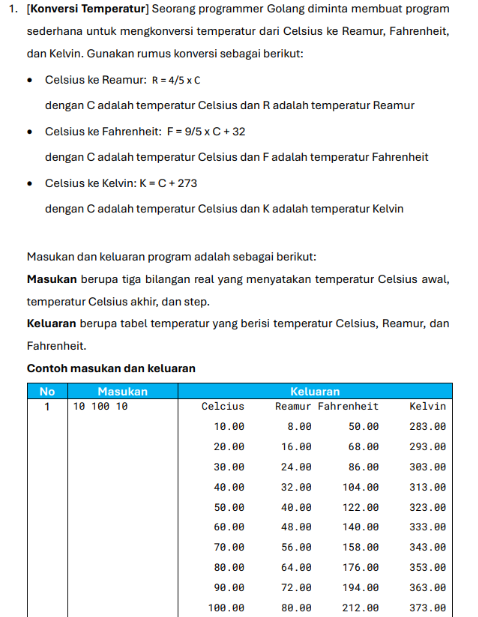 1. [Konversi Temperatur] Seorang programmer Golang diminta membuat program
sederhana untuk mengkonversi temperatur dari Celsius ke Reamur, Fahrenheit,
dan Kelvin. Gunakan rumus konversi sebagai berikut:
• Celsius ke Reamur: R = 4/5 x C
dengan C adalah temperatur Celsius dan R adalah temperatur Reamur
• Celsius ke Fahrenheit: F = 9/5 x C + 32
dengan C adalah temperatur Celsius dan F adalah temperatur Fahrenheit
• Celsius ke Kelvin: K = C + 273
dengan C adalah temperatur Celsius dan K adalah temperatur Kelvin
Masukan dan keluaran program adalah sebagai berikut:
Masukan berupa tiga bilangan real yang menyatakan temperatur Celsius awal,
temperatur Celsius akhir, dan step.
Keluaran berupa tabel temperatur yang berisi temperatur Celsius, Reamur, dan
Fahrenheit.
Contoh masukan dan keluaran
No Masukan Keluaran
1 10 100 10 Celcius Reamur Fahrenheit Kelvin
10.00 8.00 50.00 283.00
20.00 16.00 68.00 293.00
30.00 24.00 86.00 303.00
40.00 32.00 104.00 313.00
50.00 40.00 122.00 323.00
60.00 48.00 140.00 333.00
70.00 56.00 158.00 343.00
80.00 64.00 176.00 353.00
90.00 72.00 194.00 363.00
100.00 80.00 212.00 373.00